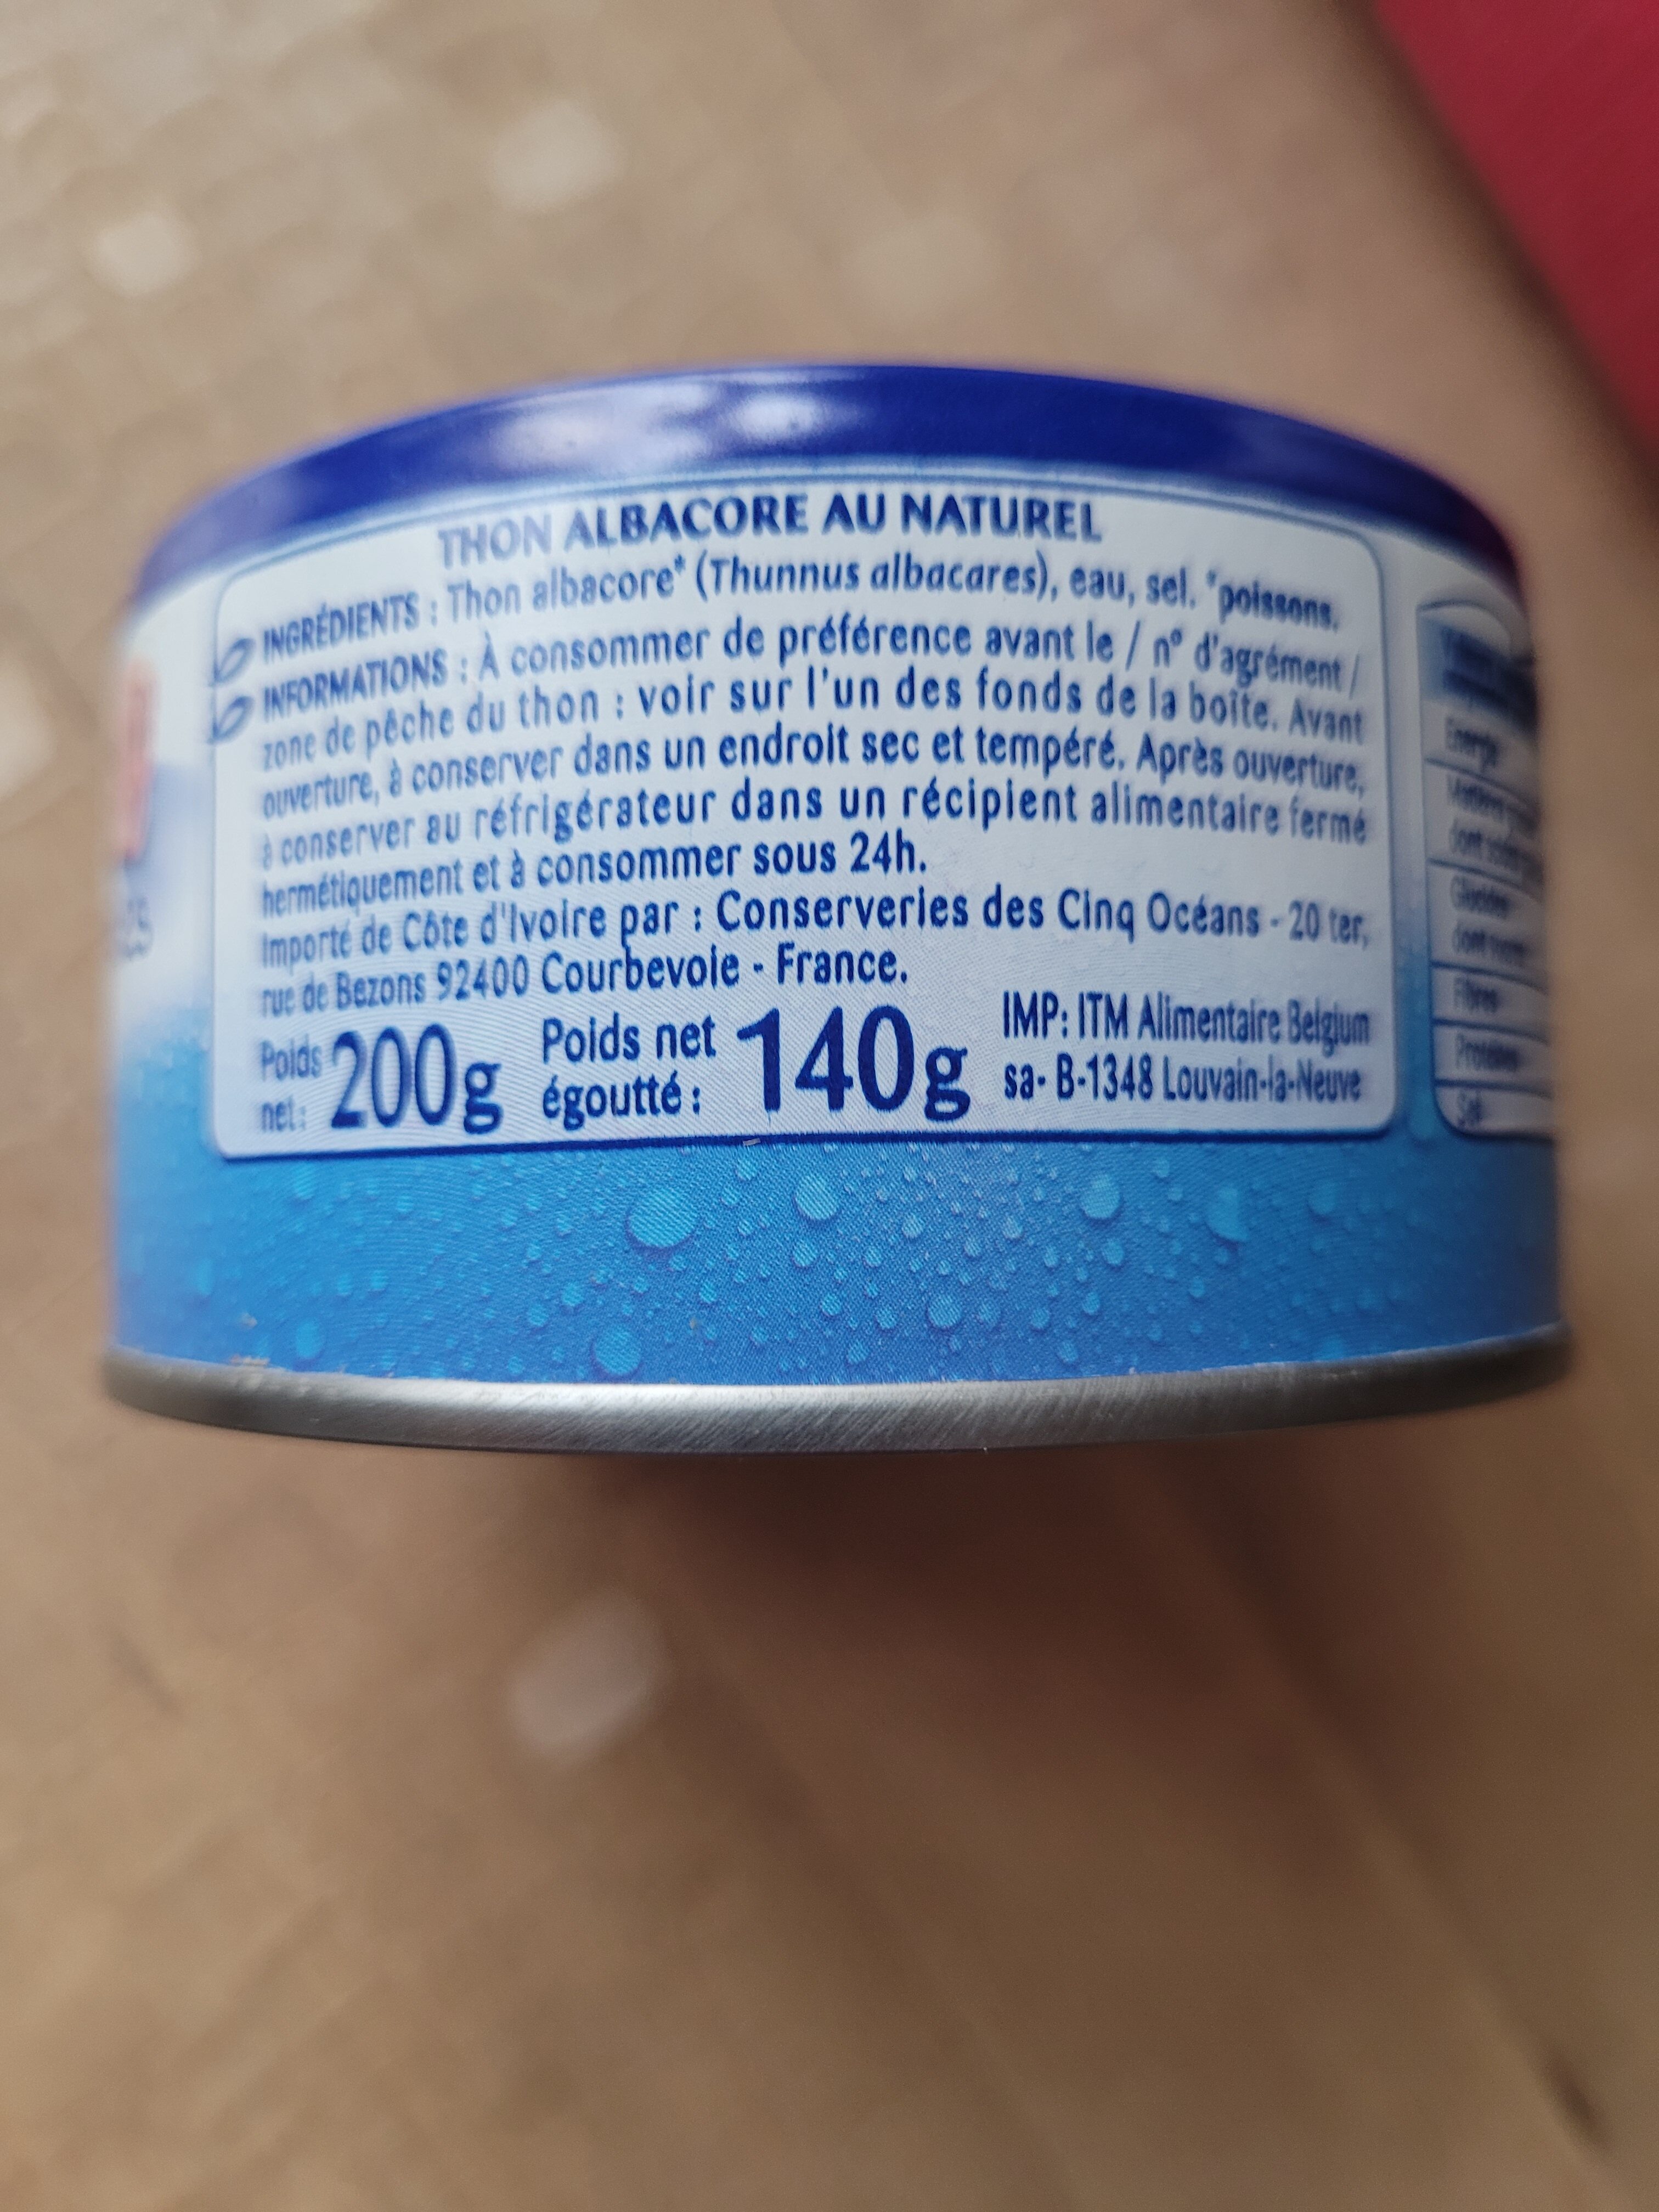 THON ALBACORE AU NATUREL
INGRÉDIENTS : Thon albacore* (Thunnus albacares), eau, sel. *poissons.
INFORMATIONS : À consommer de préférence avant le / n° d'agrément /
zone de pêche du thon : voir sur l'un des fonds de la boîte. Avant
ouverture, à conserver dans un endroit sec et tempéré. Après ouverture,
à conserver au réfrigérateur dans un récipient alimentaire fermé
hermétiquement et à consommer sous 24h.
Importé de Côte d'Ivoire par : Conserveries des Cinq Océans - 20 ter,
rue de Bezons 92400 Courbevoie - France.
Poids net : 200g
Poids net égoutté : 140g
IMP: ITM Alimentaire Belgium
sa- B-1348 Louvain-la-Neuve
Énergie
dont
Glucides
dont
Fibres
Protéines
Sel